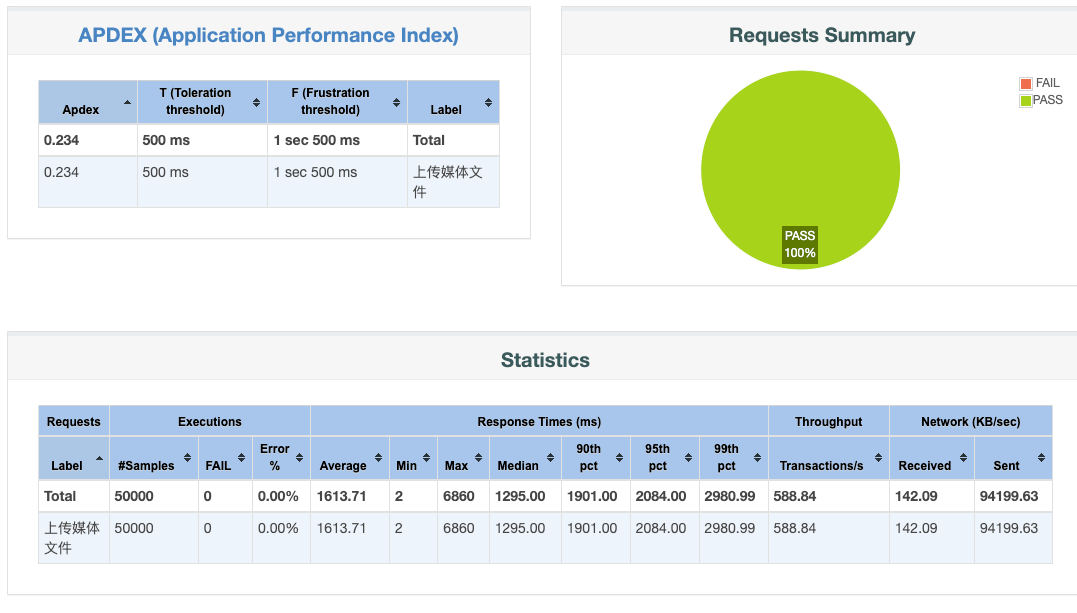 APDEX (Application Performance Index)
Apdex
T (Toleration
threshold)
F (Frustration
threshold)
Label
0.234 500 ms 1 sec 500 ms Total
0.234 500 ms 1 sec 500 ms 上传媒体文
件
Requests Summary
FAIL
PASS
PASS
100%
Statistics
Requests Executions Response Times (ms) Throughput Network (KB/sec)
Label #Samples FAIL
Error
%
Average Min Max Median
90th
pct
95th
pct
99th
pct
Transactions/s Received Sent
Total 50000 0 0.00% 1613.71 2 6860 1295.00 1901.00 2084.00 2980.99 588.84 142.09 94199.63
上传媒体 50000 0 0.00% 1613.71 2 6860 1295.00 1901.00 2084.00 2980.99 588.84 142.09 94199.63
文件